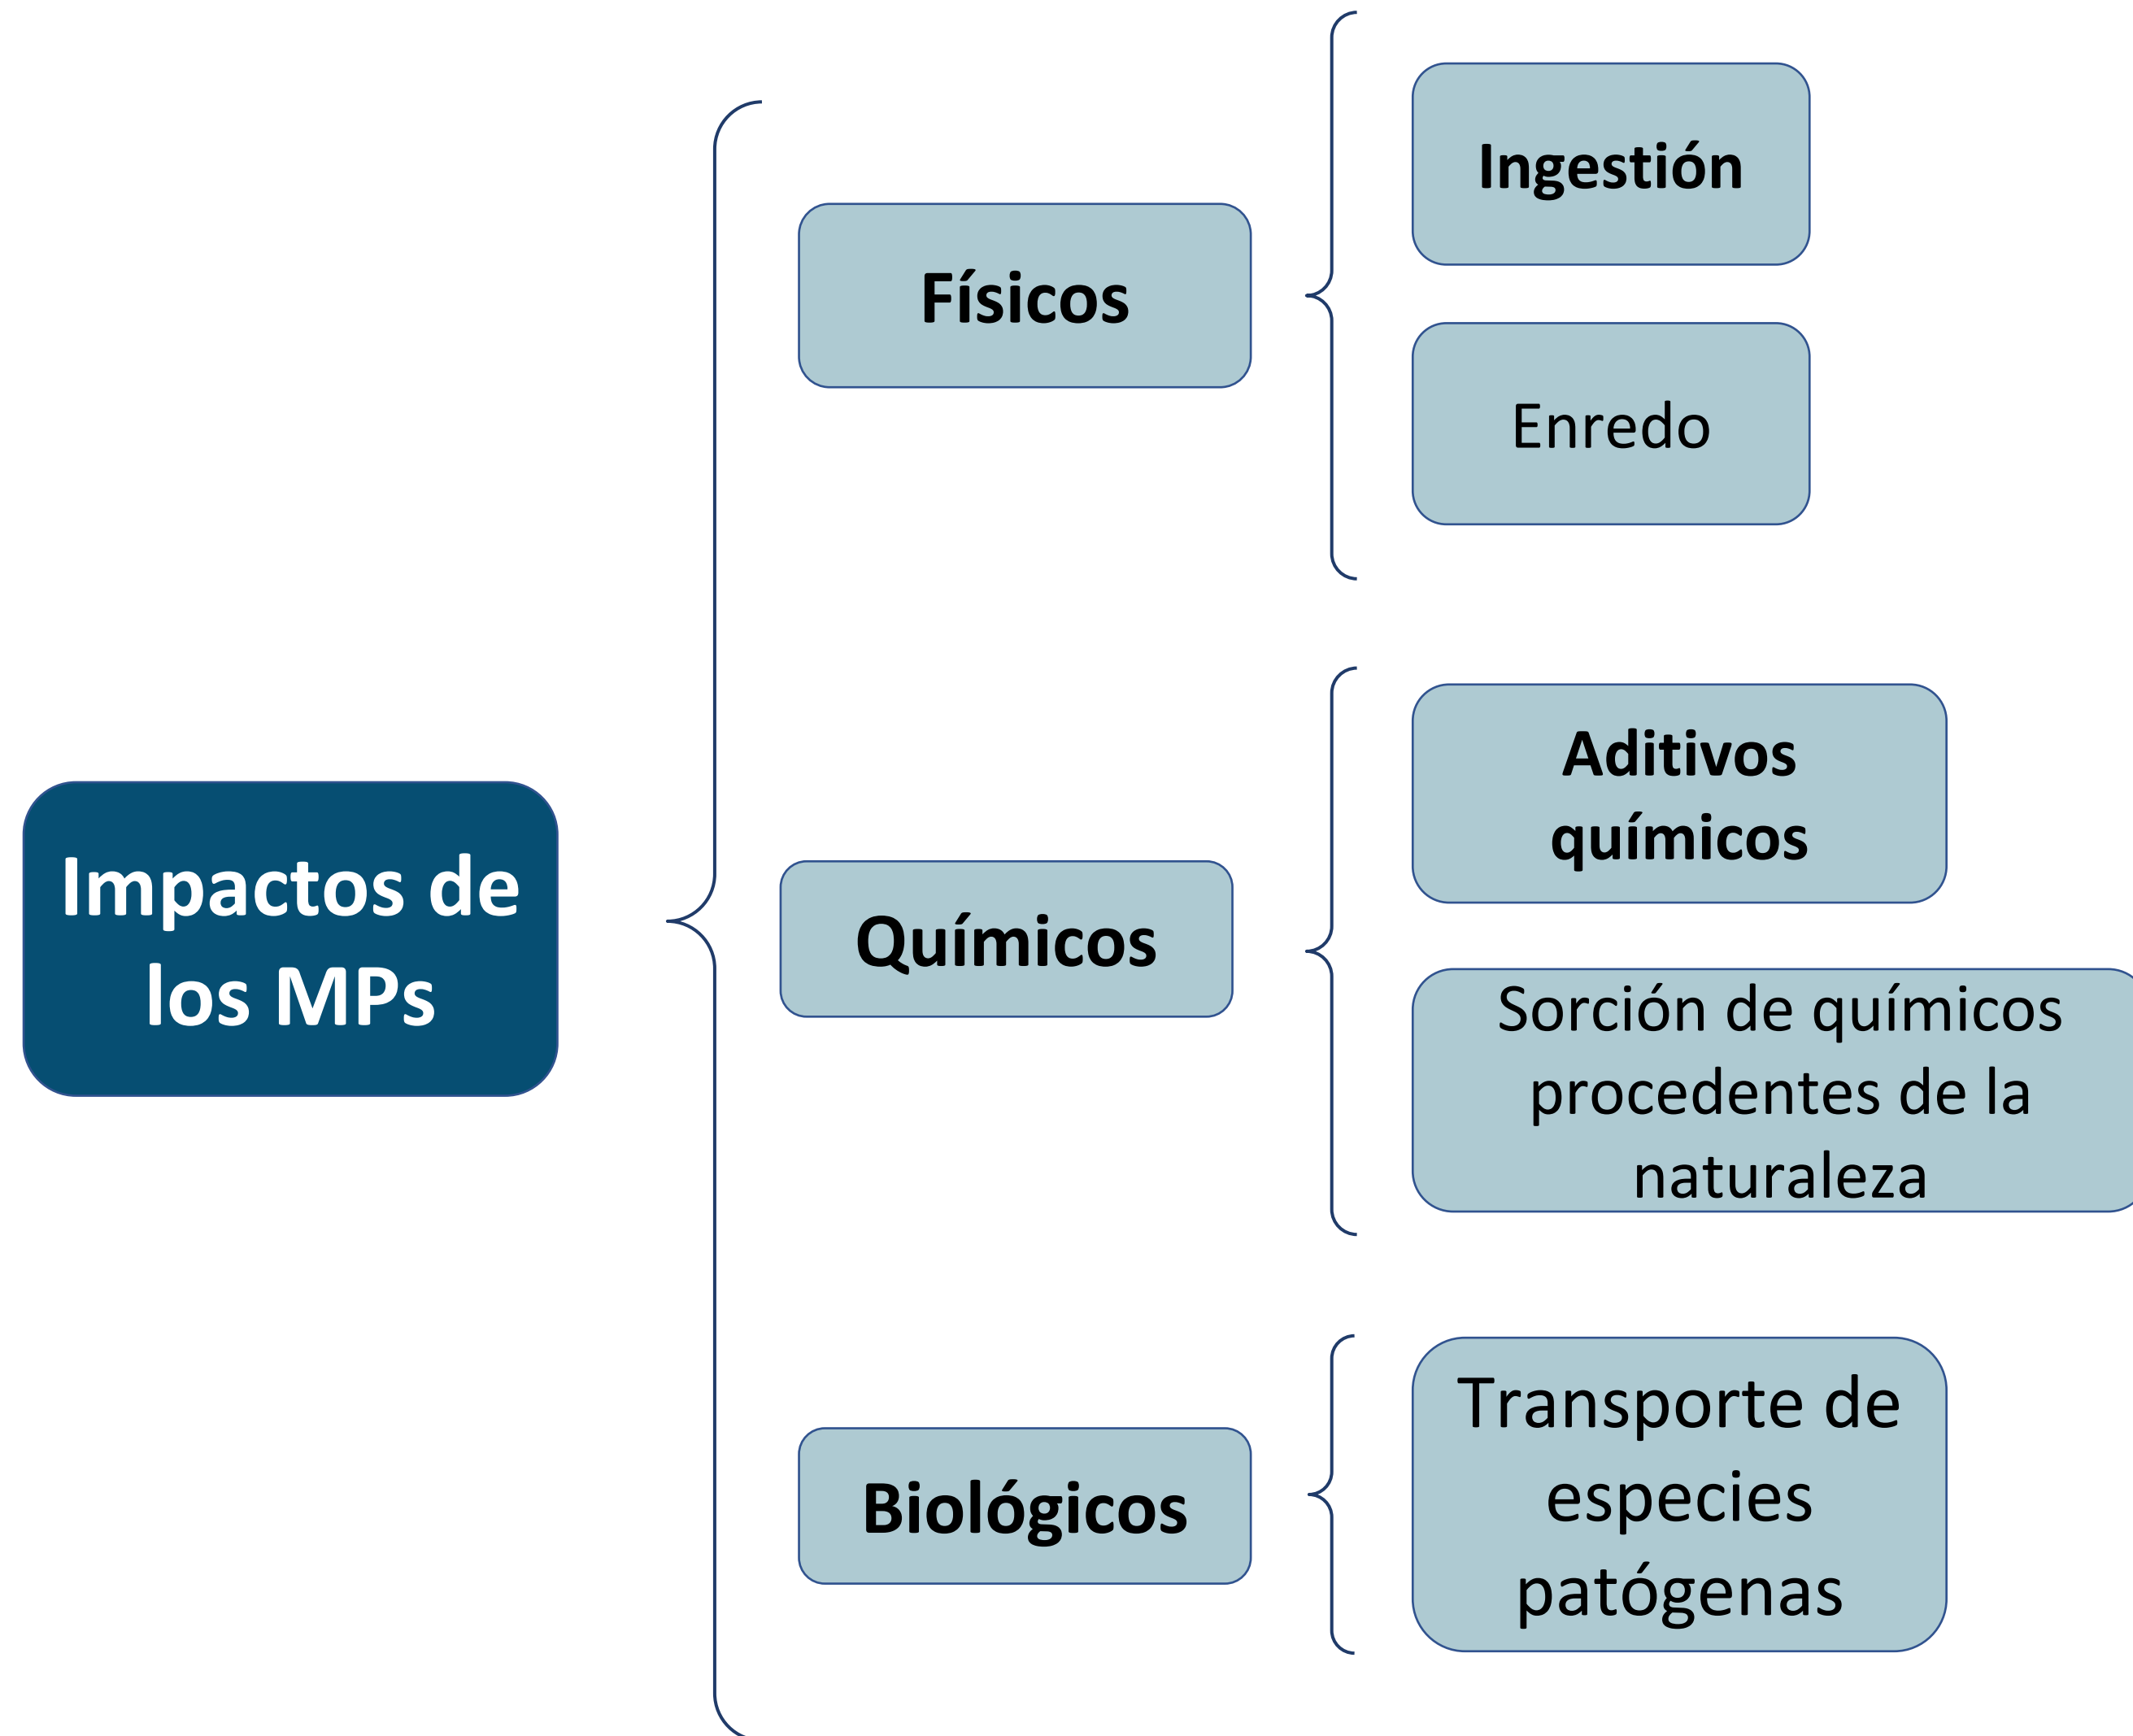 Impactos de
los MPs
Físicos
Ingestión
Enredo
Químicos
Aditivos
químicos
Sorción de químicos
procedentes de la
naturaleza
Biológicos
Transporte de
especies
patógenas